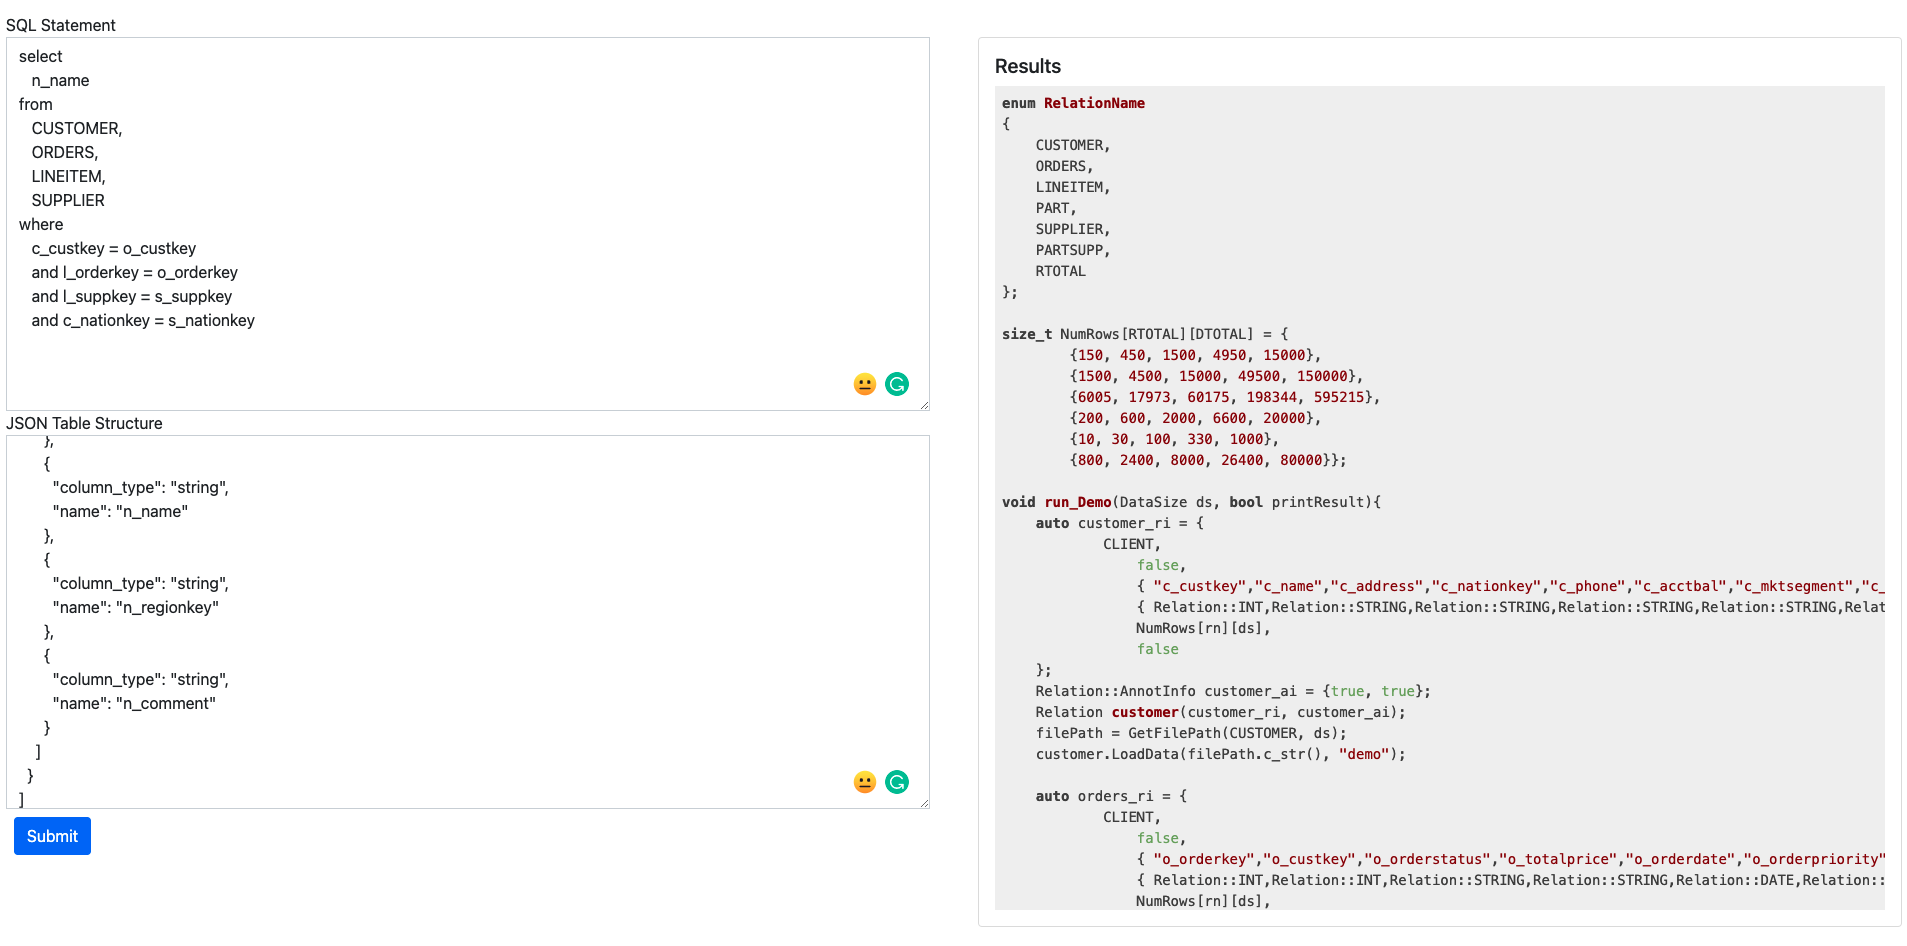 SQL Statement
select
n_name
from
CUSTOMER,
ORDERS,
LINEITEM,
SUPPLIER
where
c_custkey = o_custkey
and l_orderkey = o_orderkey
and l_suppkey = s_suppkey
and c_nationkey = s_nationkey
JSON Table Structure
},
{
"column_type": "string",
"name": "n_name"
},
{
"column_type": "string",
"name": "n_regionkey"
},
{
"column_type": "string",
"name": "n_comment"
}
]
}
]
Submit
Results
enum RelationName
{
CUSTOMER,
ORDERS,
LINEITEM,
PART,
SUPPLIER,
PARTSUPP,
RTOTAL
};
size_t NumRows[RTOTAL][DTOTAL] = {
{150, 450, 1500, 4950, 15000},
{1500, 4500, 15000, 49500, 150000},
{6005, 17973, 60175, 198344, 595215},
{200, 600, 2000, 6600, 20000},
{10, 30, 100, 330, 1000},
{800, 2400, 8000, 26400, 80000}};
void run_Demo(DataSize ds, bool printResult){
auto customer_ri = {
CLIENT,
false,
{ "c_custkey","c_name","c_address","c_nationkey","c_phone","c_acctbal","c_mktsegment","c_
{ Relation::INT,Relation::STRING,Relation::STRING,Relation::STRING,Relation::STRING,Relat
NumRows[rn][ds],
false
};
Relation::AnnotInfo customer_ai = {true, true};
Relation customer(customer_ri, customer_ai);
filePath = GetFilePath(CUSTOMER, ds);
customer.LoadData(filePath.c_str(), "demo");
auto orders_ri = {
CLIENT,
false,
{ "o_orderkey","o_custkey","o_orderstatus","o_totalprice","o_orderdate","o_orderpriority"
{ Relation::INT,Relation::INT,Relation::STRING,Relation::STRING,Relation::DATE,Relation::
NumRows[rn][ds],